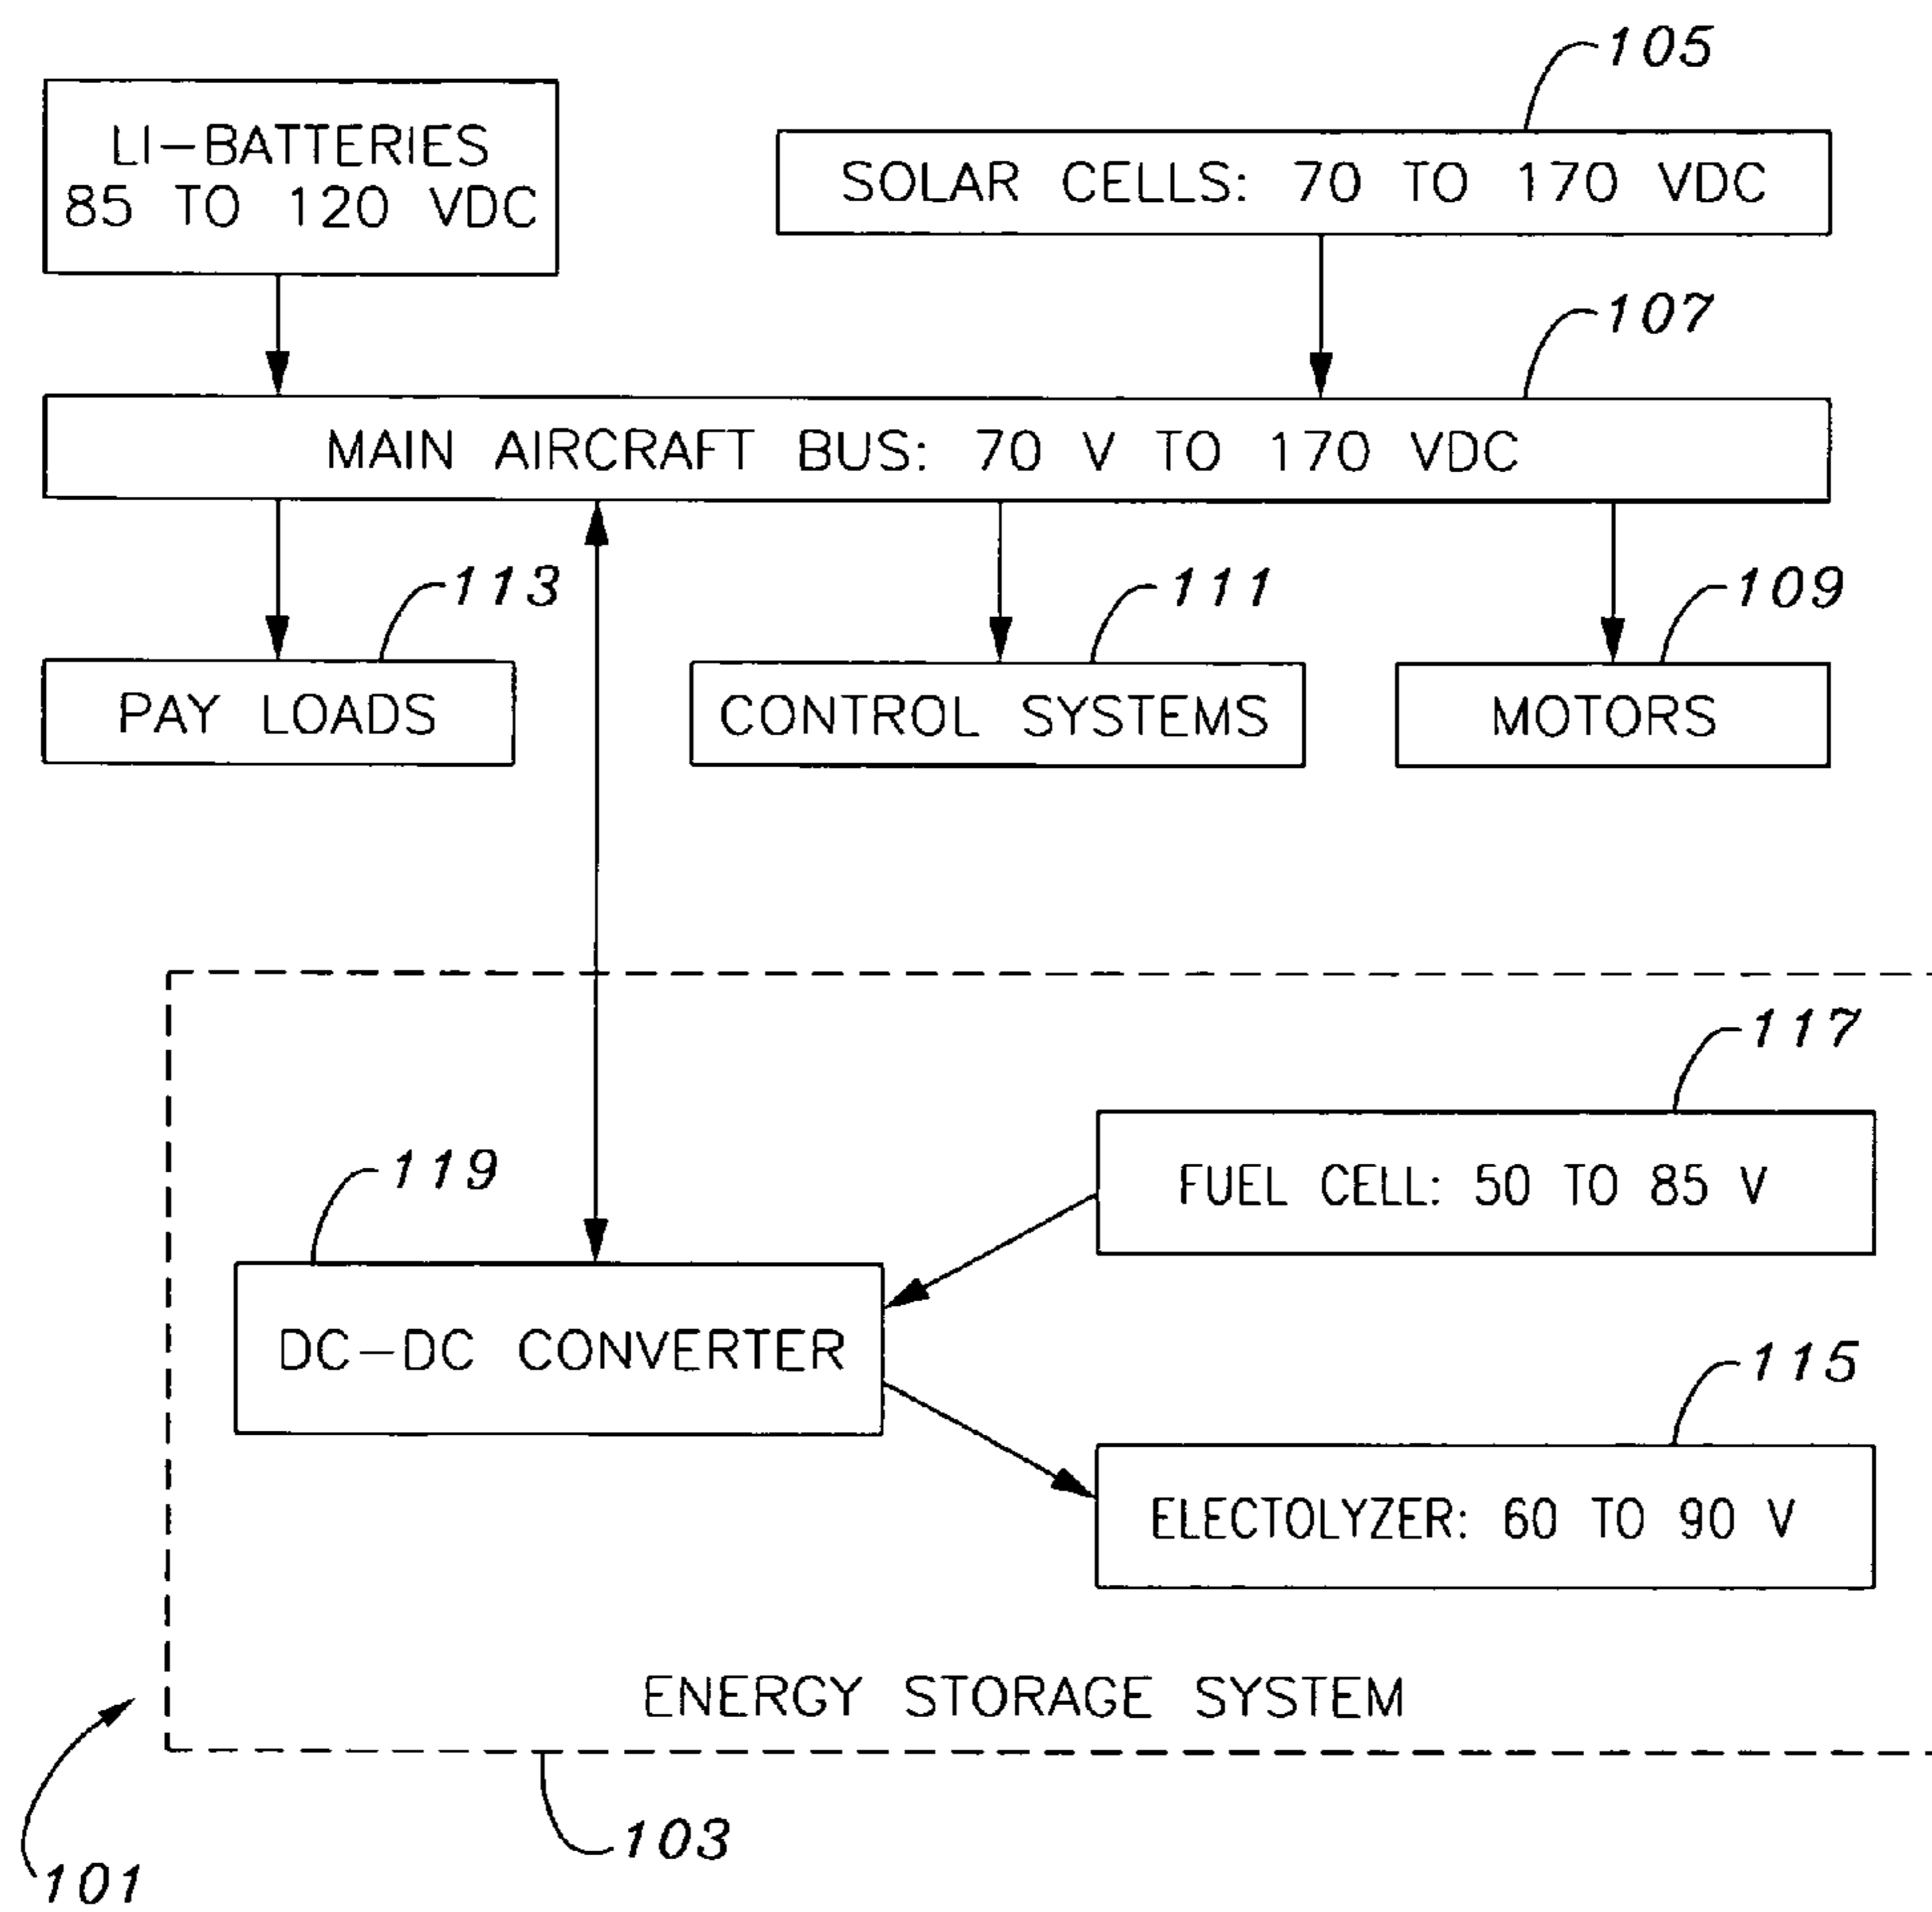 105
LI-BATTERIES
85 TO 120 VDC
SOLAR CELLS: 70 TO 170 VDC
107
MAIN AIRCRAFT BUS: 70 V TO 170 VDC
113
111
109
PAY LOADS
CONTROL SYSTEMS
MOTORS
117
119
FUEL CELL: 50 TO 85 V
DC-DC CONVERTER
115
ELECTOLYZER: 60 TO 90 V
ENERGY STORAGE SYSTEM
103
101